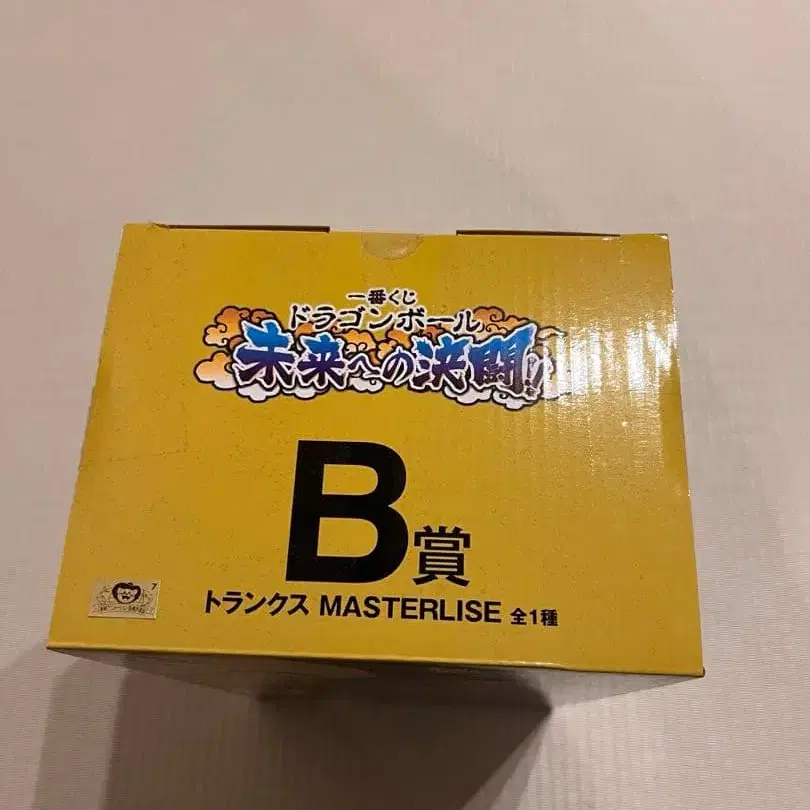 一番くじ
ドラゴンボール
未来への決闘!!
B賞
トランクス MASTERLISE 全1種
7